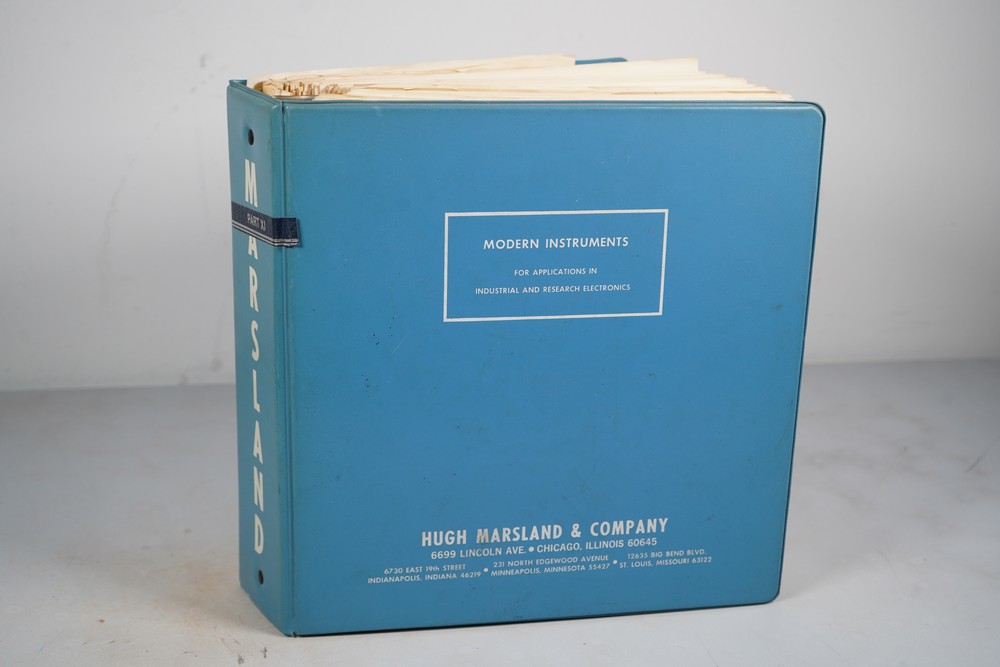 MARSLAND
PART XI
MODERN INSTRUMENTS
FOR APPLICATIONS IN
INDUSTRIAL AND RESEARCH ELECTRONICS
HUGH MARSLAND & COMPANY
6699 LINCOLN AVE. • CHICAGO, ILLINOIS 60645
6730 EAST 19th STREET 231 NORTH EDGEWOOD AVENUE 12635 BIG BEND BLVD.
INDIANAPOLIS, INDIANA 46219 • MINNEAPOLIS, MINNESOTA 55427 • ST. LOUIS, MISSOURI 63122